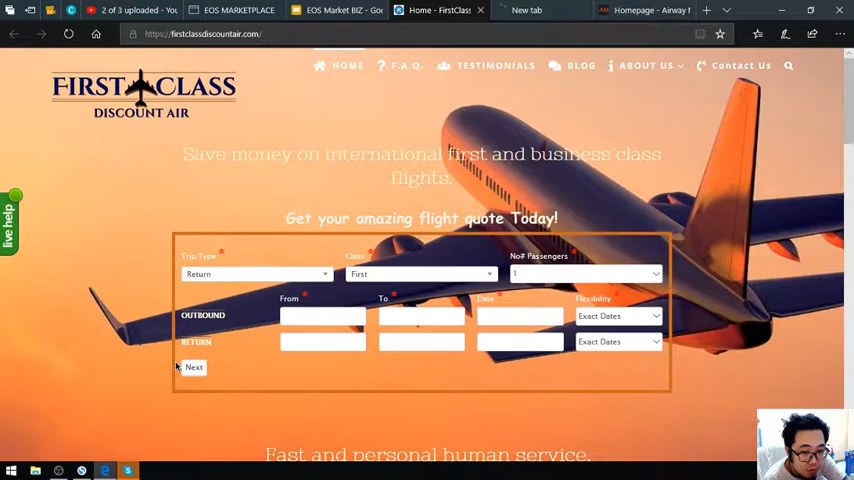 2 of 3 uploaded - You
EOS MARKETPLACE
EOS Market BIZ - Goo
Home - FirstClass
New tab
Homepage - Airway M
https://firstclassdiscountair.com/
HOME
F.A.Q.
TESTIMONIALS
BLOG
ABOUT US
Contact Us
FIRST CLASS
DISCOUNT AIR
Save money on international first and business class
flights.
Get your amazing flight quote Today!
Trip Type *
Class *
No# Passengers *
Return
First
1
From *
To *
Date *
Flexibility *
OUTBOUND
Exact Dates
RETURN
Exact Dates
Next
live help
Fast and personal human service.